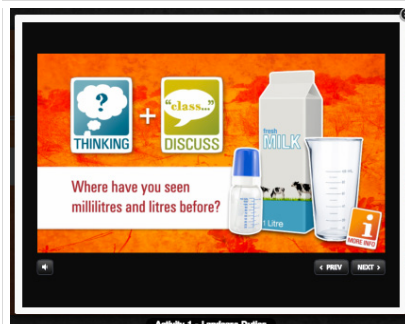 ?
"class..."
THINKING
+
DISCUSS
fresh
MILK
Where have you seen
millilitres and litres before?
1 Litre
i
MORE INFO
‹ PREV
NEXT ›